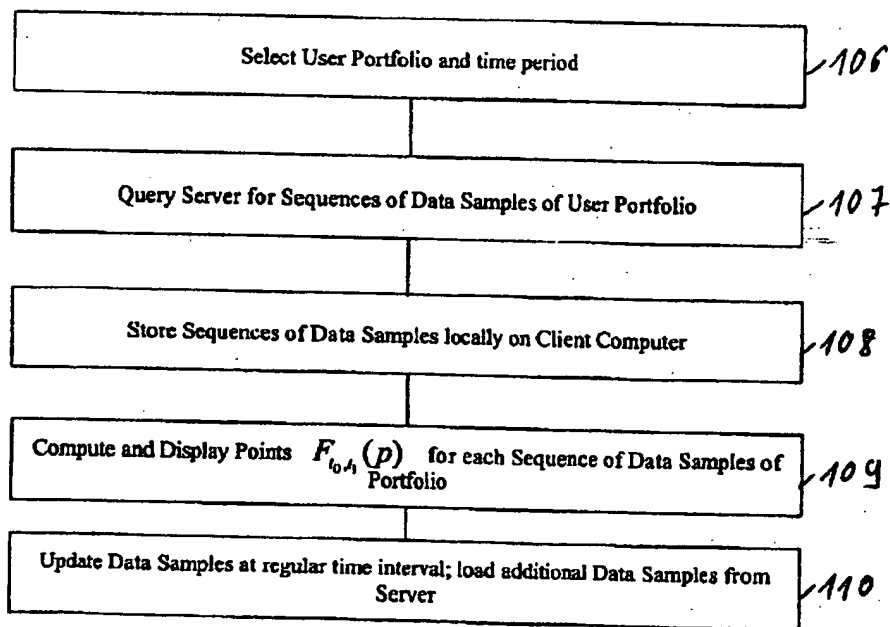 Select User Portfolio and time period
106
Query Server for Sequences of Data Samples of User Portfolio
107
Store Sequences of Data Samples locally on Client Computer
108
Compute and Display Points F_{t_0,t_1}(p) for each Sequence of Data Samples of
Portfolio
109
Update Data Samples at regular time interval; load additional Data Samples from
Server
110